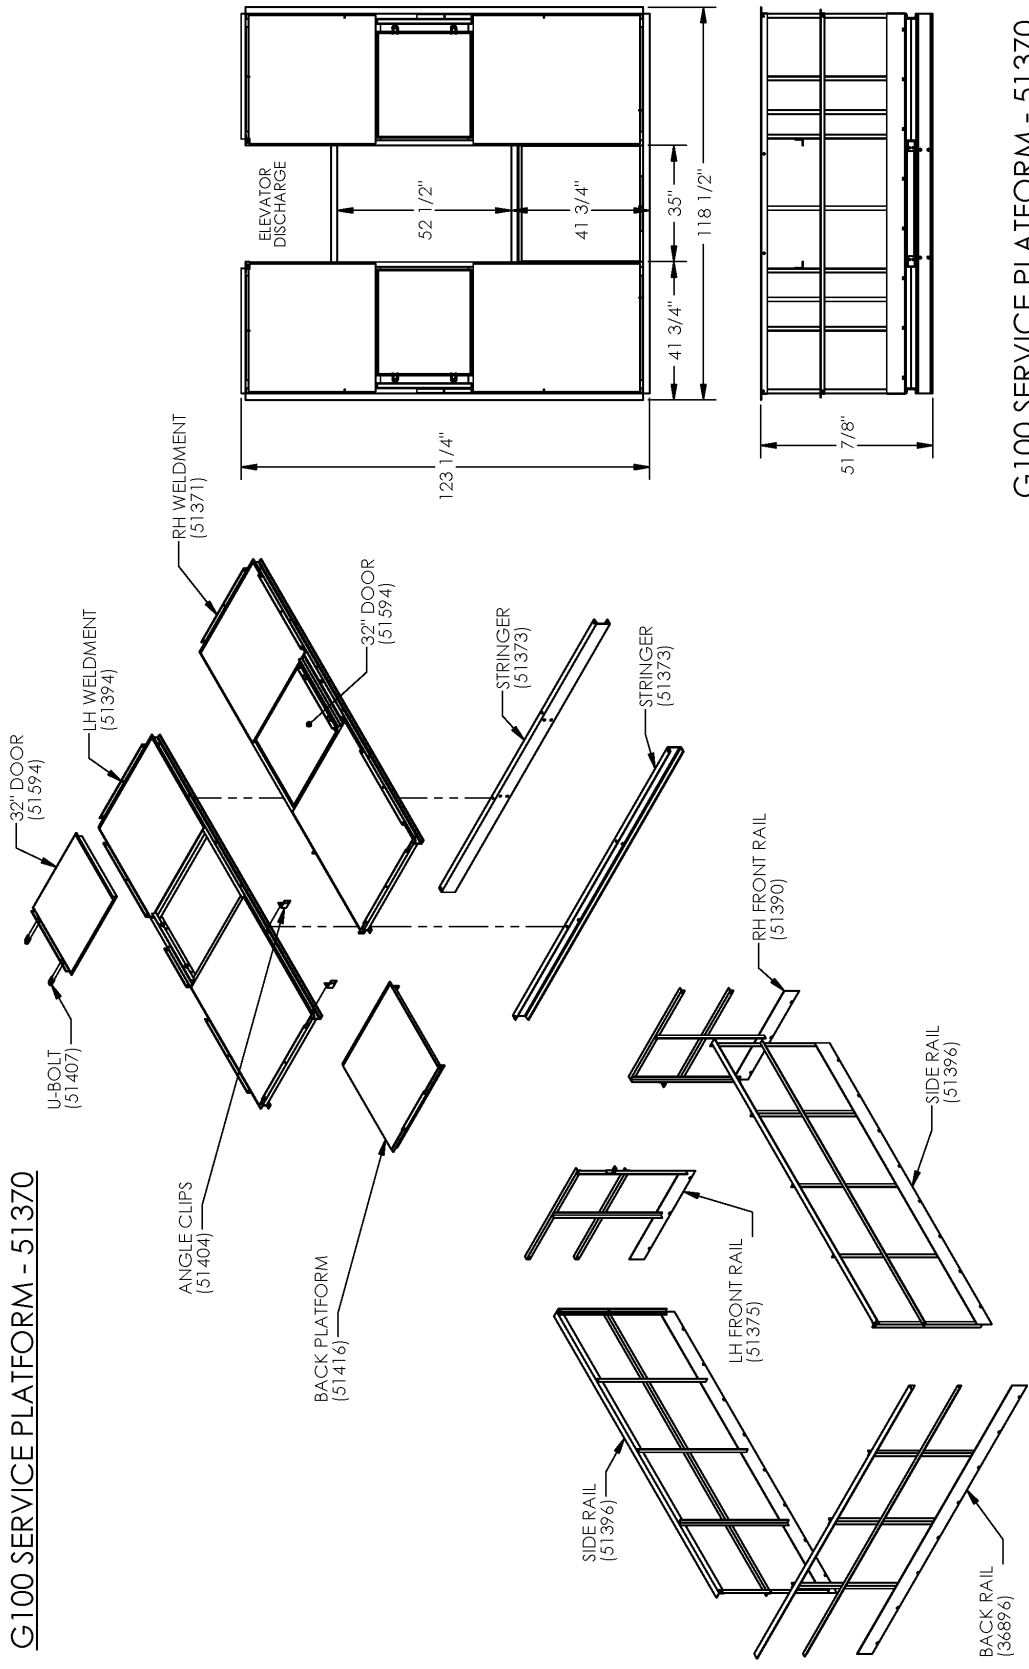 G100 SERVICE PLATFORM - 51370
32" DOOR
(51594)
U-BOLT
(51407)
LH WELDMENT
(51394)
RH WELDMENT
(51371)
32" DOOR
(51594)
ANGLE CLIPS
(51404)
STRINGER
(51373)
STRINGER
(51373)
BACK PLATFORM
(51416)
SIDE RAIL
(51396)
LH FRONT RAIL
(51375)
RH FRONT RAIL
(51390)
SIDE RAIL
(51396)
BACK RAIL
(36896)
ELEVATOR
DISCHARGE
52 1/2"
41 3/4"
41 3/4"
35"
118 1/2"
123 1/4"
51 7/8"
G100 SERVICE PLATFORM - 51370